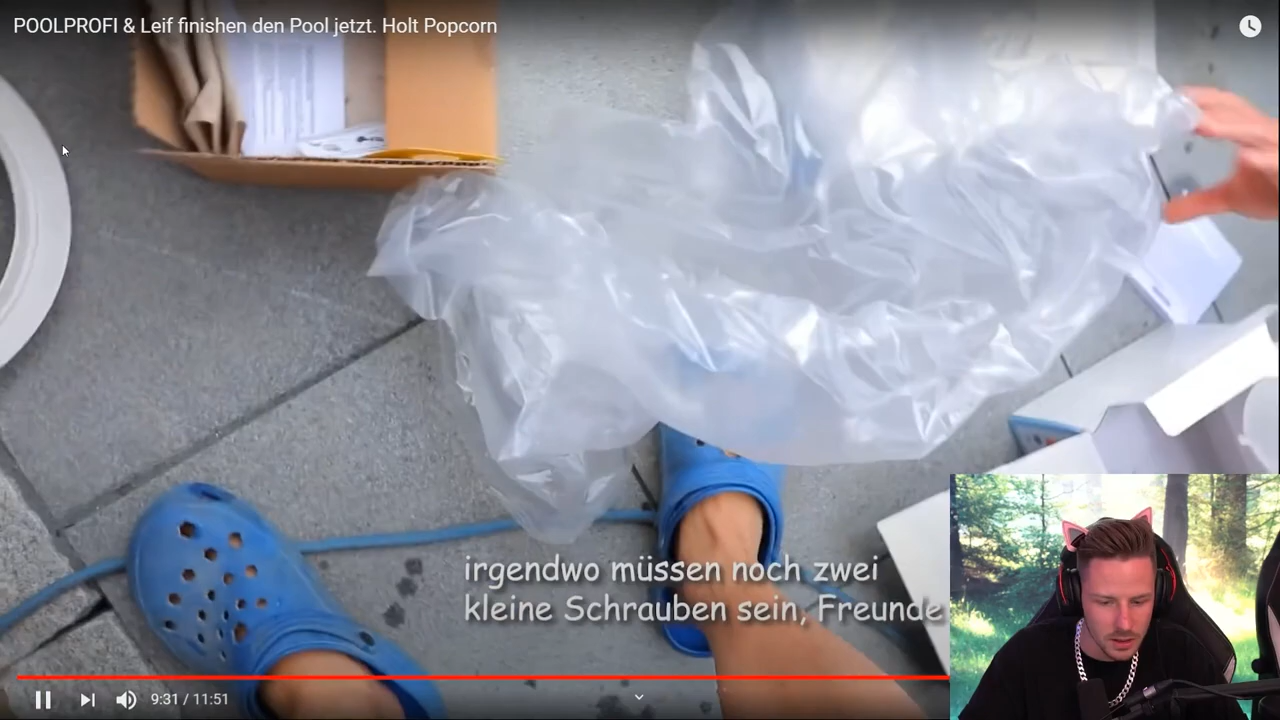 POOLPROFI & Leif finishen den Pool jetzt. Holt Popcorn
irgendwo müssen noch zwei
kleine Schrauben sein, Freunde
9:31 / 11:51